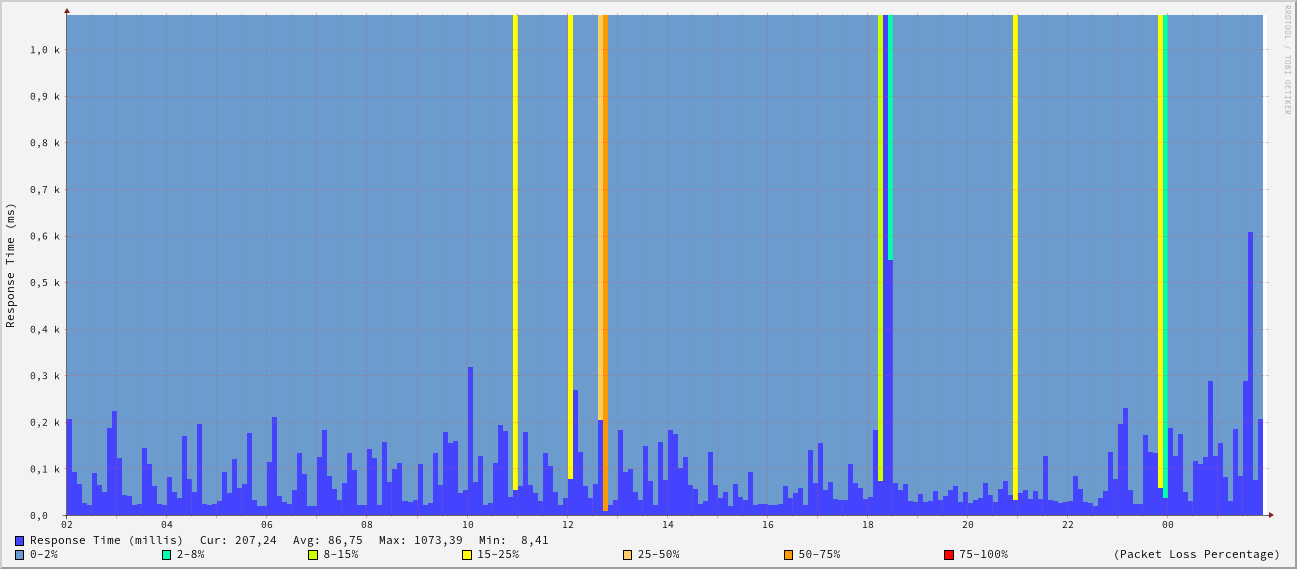 RRDTOOL / TOBI OETIKER
Response Time (ms)
1,0 k
0,9 k
0,8 k
0,7 k
0,6 k
0,5 k
0,4 k
0,3 k
0,2 k
0,1 k
0,0
02 04 06 08 10 12 14 16 18 20 22 00
Response Time (millis) Cur: 207,24 Avg: 86,75 Max: 1073,39 Min: 8,41
0-2% 2-8% 8-15% 15-25% 25-50% 50-75% 75-100% (Packet Loss Percentage)